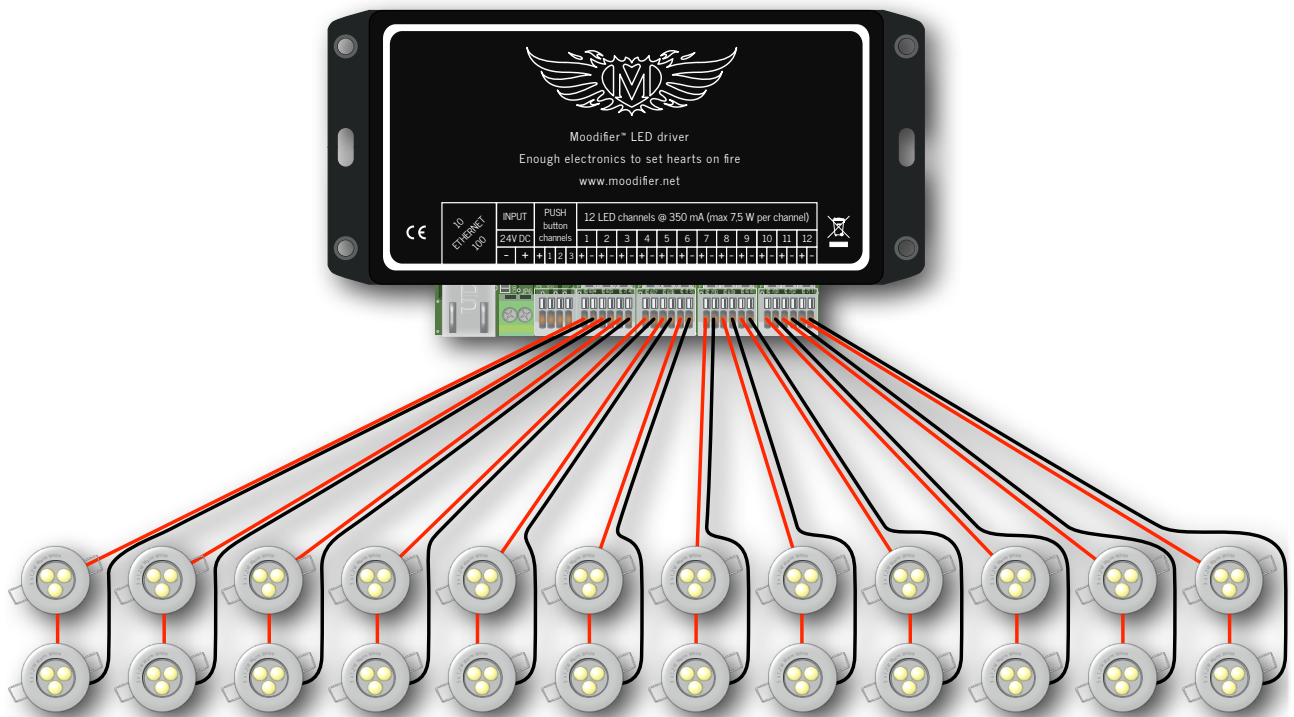 M
Moodifier™ LED driver
Enough electronics to set hearts on fire
www.moodifier.net
CE
10
ETHERNET
100
INPUT
24V DC
- +
PUSH
button
channels
+ 1 2 3
12 LED channels @ 350 mA (max 7,5 W per channel)
1 2 3 4 5 6 7 8 9 10 11 12
+ - + - + - + - + - + - + - + - + - + - + - + -